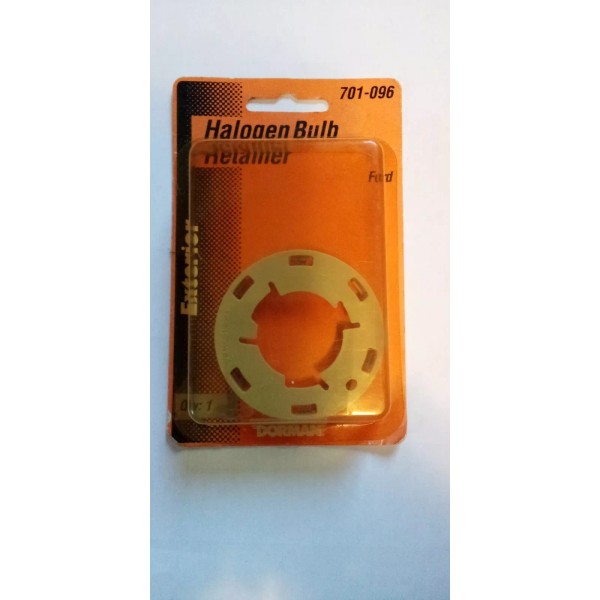 701-096
Halogen Bulb
Retainer
Ford
Exterior
Qty: 1
DORMAN